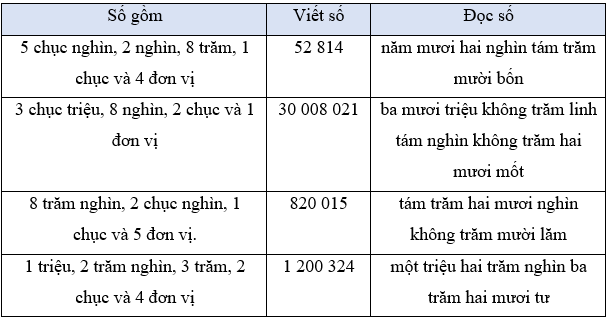 Số gồm
Viết số
Đọc số
5 chục nghìn, 2 nghìn, 8 trăm, 1
chục và 4 đơn vị
52 814
năm mươi hai nghìn tám trăm
mười bốn
3 chục triệu, 8 nghìn, 2 chục và 1
đơn vị
30 008 021
ba mươi triệu không trăm linh
tám nghìn không trăm hai
mươi mốt
8 trăm nghìn, 2 chục nghìn, 1
chục và 5 đơn vị.
820 015
tám trăm hai mươi nghìn
không trăm mười lăm
1 triệu, 2 trăm nghìn, 3 trăm, 2
chục và 4 đơn vị
1 200 324
một triệu hai trăm nghìn ba
trăm hai mươi tư